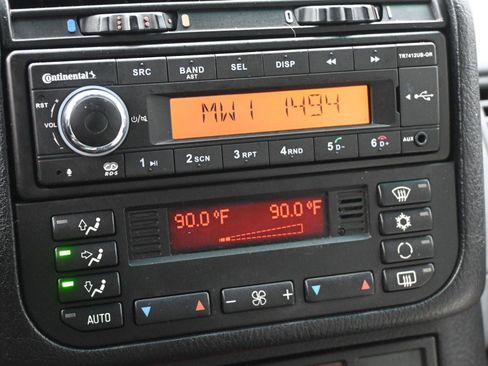 Continental
SRC
BAND
AST
SEL
DISP
TR7412UB-OR
RST
VOL
MW1 1494
RDS
1
2 SCN
3 RPT
4 RND
5 D-
6 D+
AUX
90.0 °F 90.0 °F
AUTO